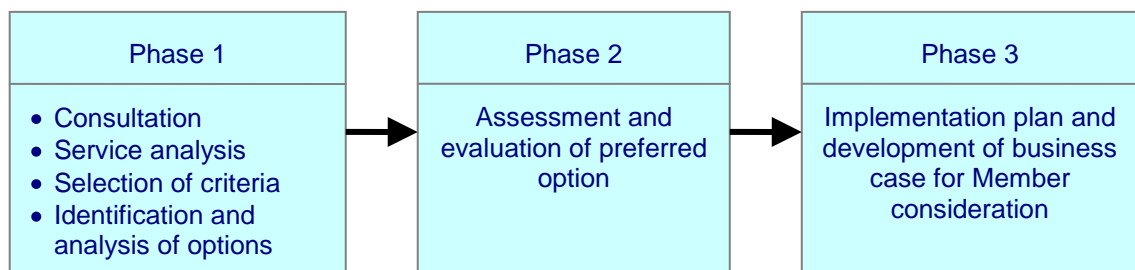 Phase 1
• Consultation
• Service analysis
• Selection of criteria
• Identification and
analysis of options
Phase 2
Assessment and
evaluation of preferred
option
Phase 3
Implementation plan and
development of business
case for Member
consideration